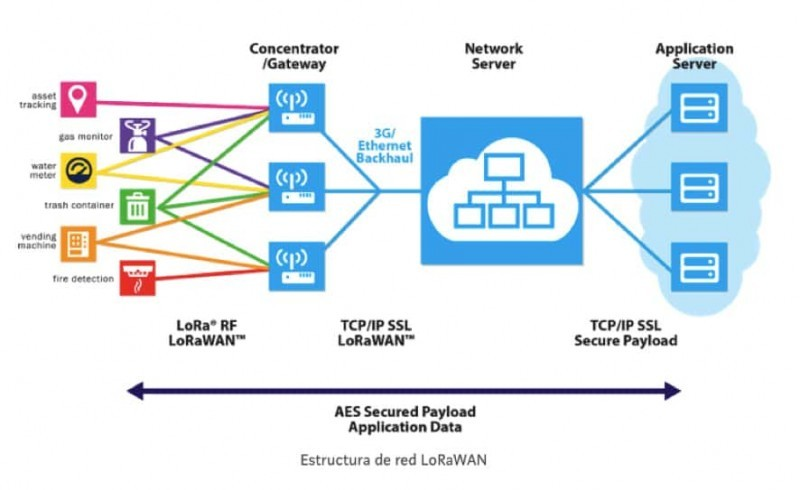 Concentrator
/Gateway
Network
Server
Application
Server
asset
tracking
gas monitor
water
meter
trash container
vending
machine
fire detection
3G/
Ethernet
Backhaul
LoRa® RF
LoRaWAN™
TCP/IP SSL
LoRaWAN™
TCP/IP SSL
Secure Payload
AES Secured Payload
Application Data
Estructura de red LoRaWAN